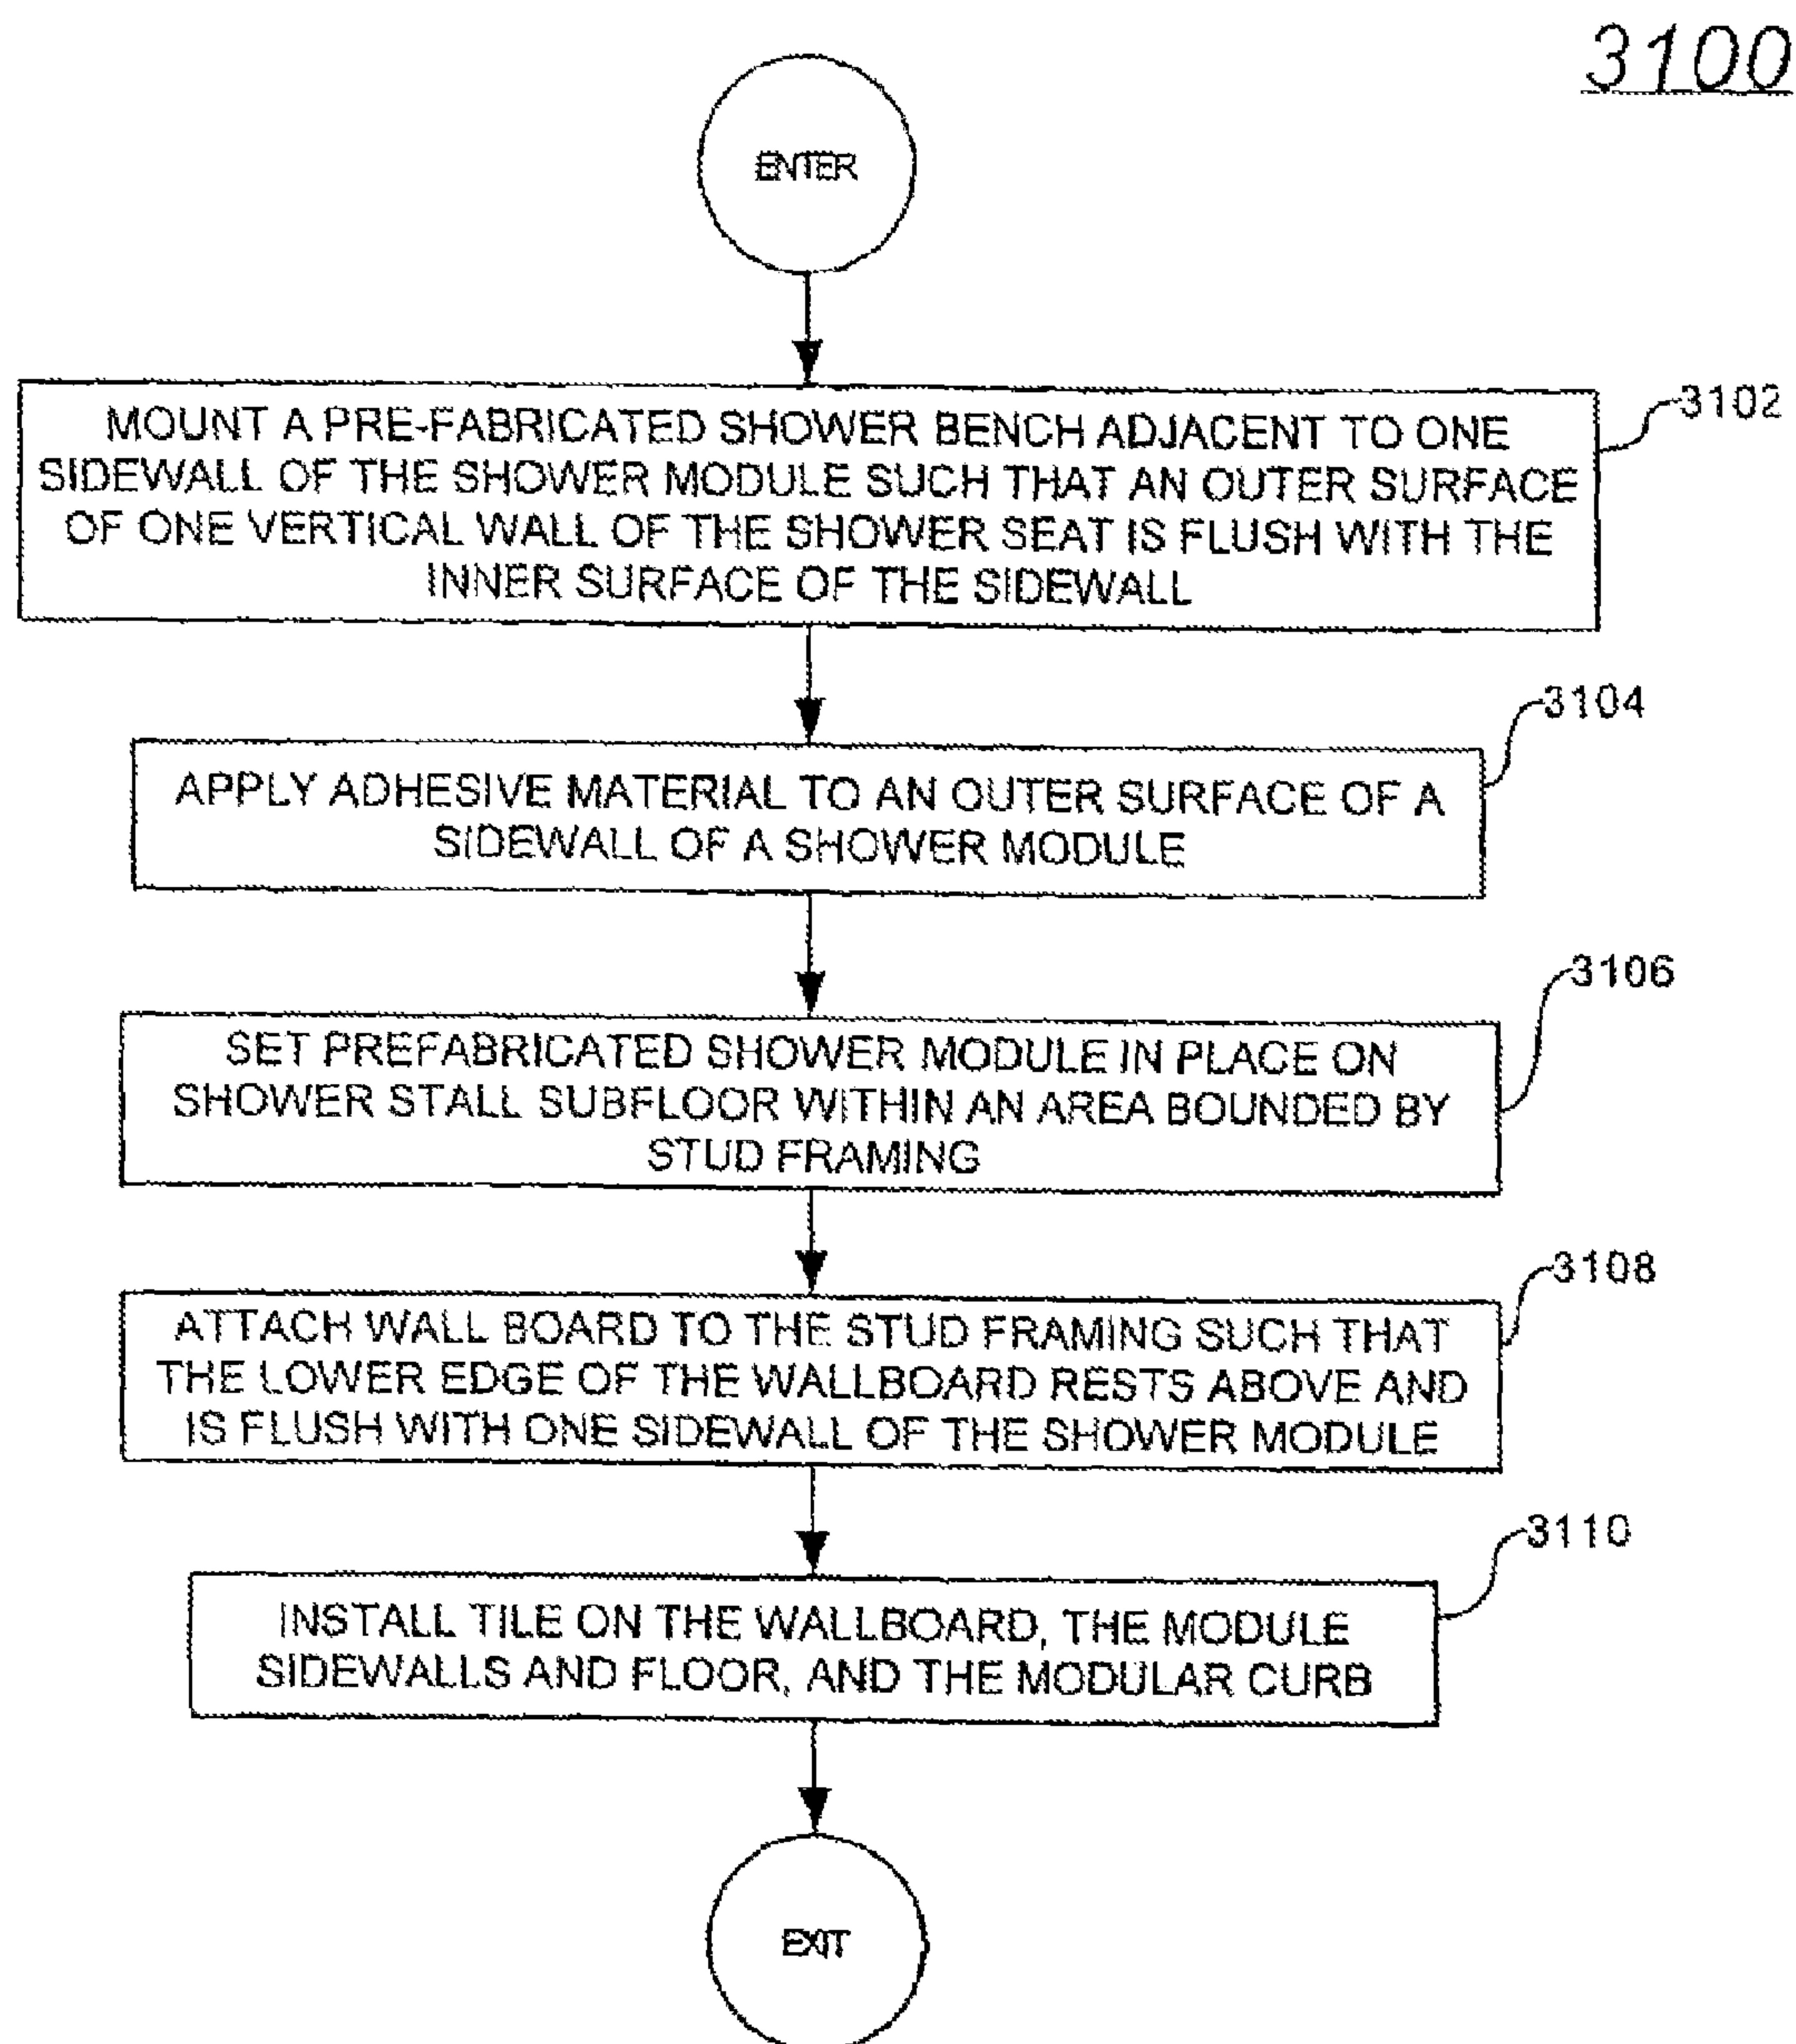 3100
ENTER
MOUNT A PRE-FABRICATED SHOWER BENCH ADJACENT TO ONE
SIDEWALL OF THE SHOWER MODULE SUCH THAT AN OUTER SURFACE
OF ONE VERTICAL WALL OF THE SHOWER SEAT IS FLUSH WITH THE
INNER SURFACE OF THE SIDEWALL
3102
APPLY ADHESIVE MATERIAL TO AN OUTER SURFACE OF A
SIDEWALL OF A SHOWER MODULE
3104
SET PREFABRICATED SHOWER MODULE IN PLACE ON
SHOWER STALL SUBFLOOR WITHIN AN AREA BOUNDED BY
STUD FRAMING
3106
ATTACH WALL BOARD TO THE STUD FRAMING SUCH THAT
THE LOWER EDGE OF THE WALLBOARD RESTS ABOVE AND
IS FLUSH WITH ONE SIDEWALL OF THE SHOWER MODULE
3108
INSTALL TILE ON THE WALLBOARD, THE MODULE
SIDEWALLS AND FLOOR, AND THE MODULAR CURB
3110
EXIT